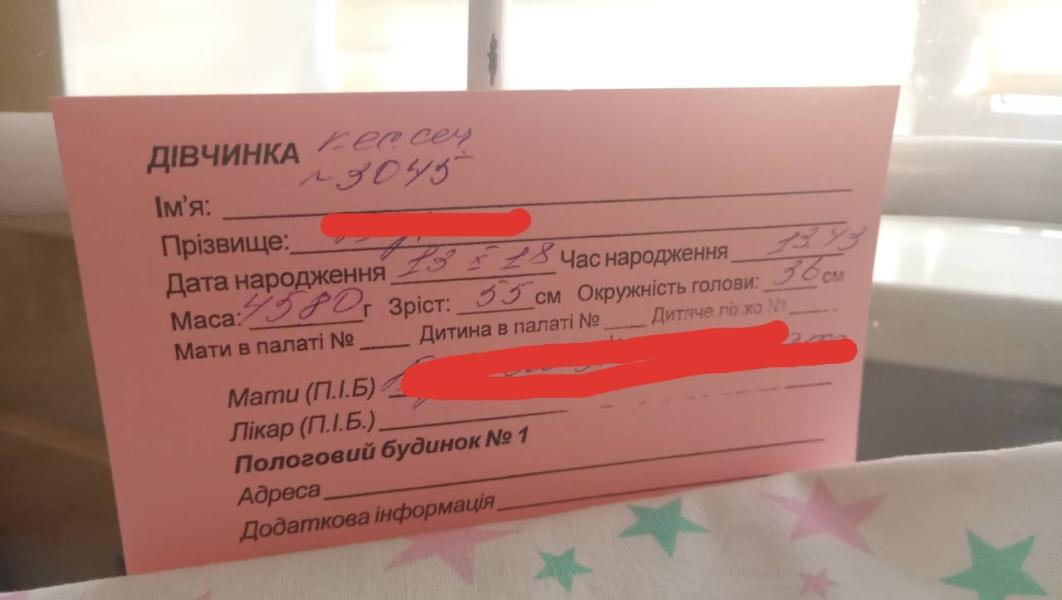 ДІВЧИНКА к.ес.сеч.
~3045
Ім'я:
Прізвище:
Дата народження 13 X 18 Час народження 13.43
Маса: 4580 г Зріст: 55 см Окружність голови: 36 см
Мати в палаті № Дитина в палаті № Дитяче ліжко №
Мати (П.І.Б)
Лікар (П.І.Б.)
Пологовий будинок № 1
Адреса
Додаткова інформація